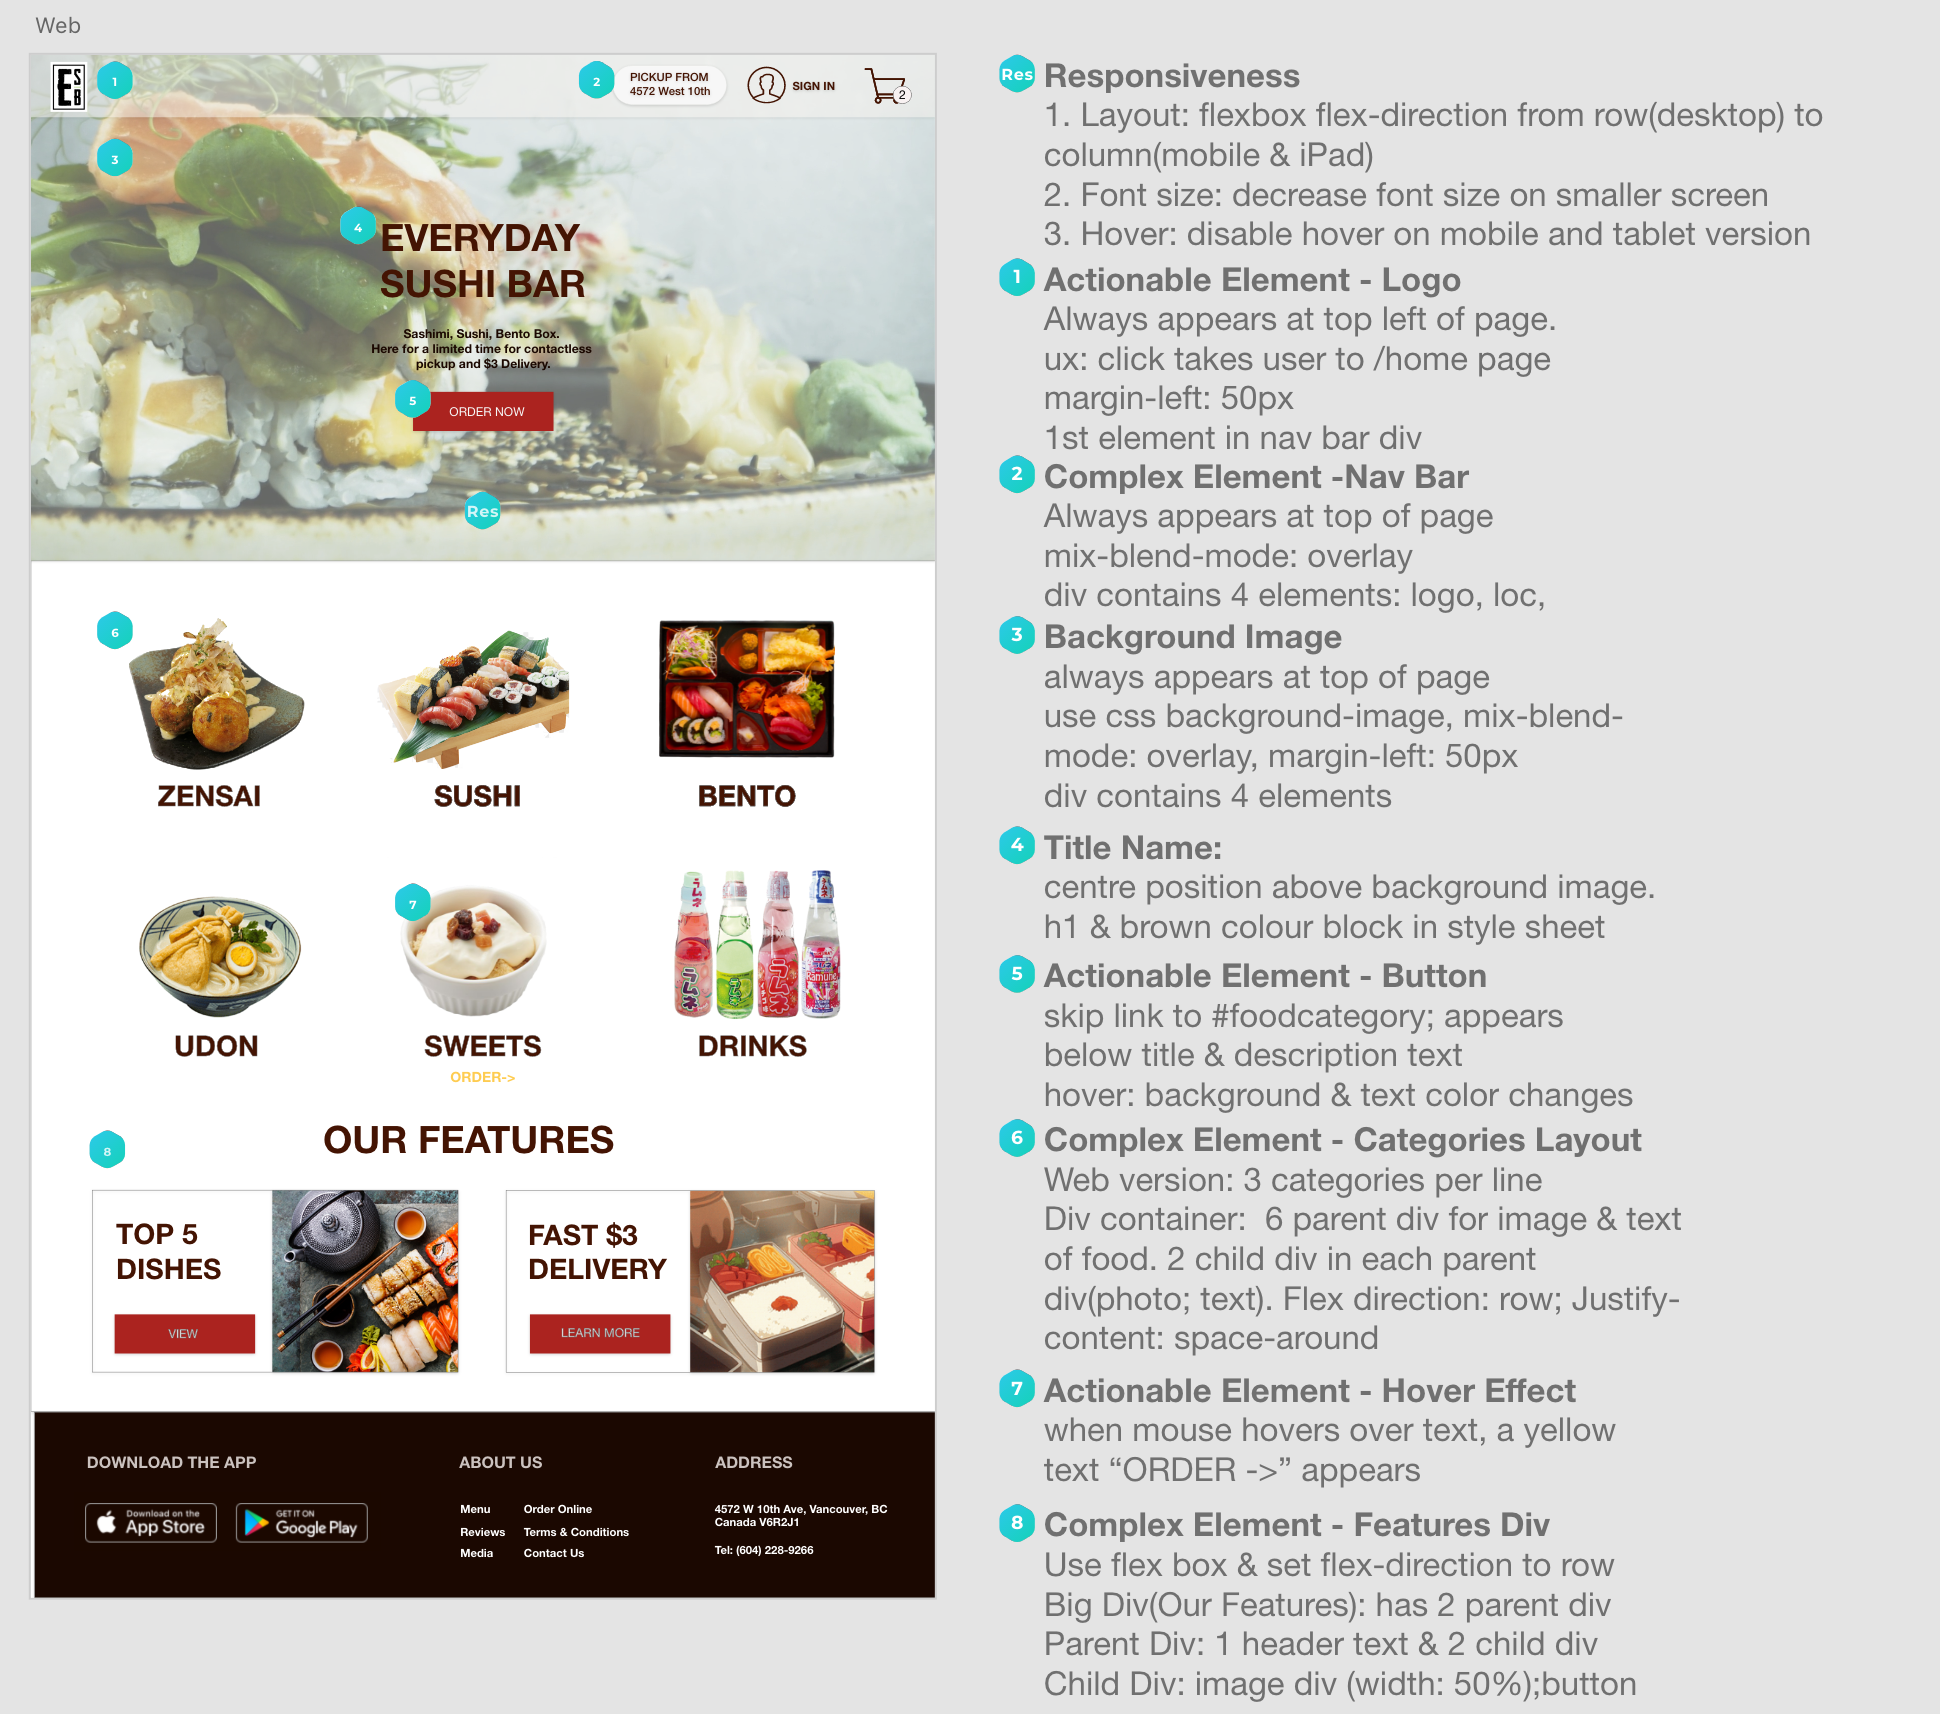 Web
ESB
1
2
PICKUP FROM
4572 West 10th
SIGN IN
2
3
4
EVERYDAY
SUSHI BAR
Sashimi, Sushi, Bento Box.
Here for a limited time for contactless
pickup and $3 Delivery.
5
ORDER NOW
Res
6
ZENSAI
SUSHI
BENTO
ラムネ
ラムネ
ラムネ
ラムネ
Ramune
7
UDON
SWEETS
DRINKS
ORDER->
8
OUR FEATURES
TOP 5
DISHES
VIEW
FAST $3
DELIVERY
LEARN MORE
DOWNLOAD THE APP
Download on the
App Store
GET IT ON
Google Play
ABOUT US
Menu
Order Online
Reviews
Terms & Conditions
Media
Contact Us
ADDRESS
4572 W 10th Ave, Vancouver, BC
Canada V6R2J1
Tel: (604) 228-9266
Res Responsiveness
1. Layout: flexbox flex-direction from row(desktop) to
column(mobile & iPad)
2. Font size: decrease font size on smaller screen
3. Hover: disable hover on mobile and tablet version
1 Actionable Element - Logo
Always appears at top left of page.
ux: click takes user to /home page
margin-left: 50px
1st element in nav bar div
2 Complex Element -Nav Bar
Always appears at top of page
mix-blend-mode: overlay
div contains 4 elements: logo, loc,
3 Background Image
always appears at top of page
use css background-image, mix-blend-
mode: overlay, margin-left: 50px
div contains 4 elements
4 Title Name:
centre position above background image.
h1 & brown colour block in style sheet
5 Actionable Element - Button
skip link to #foodcategory; appears
below title & description text
hover: background & text color changes
6 Complex Element - Categories Layout
Web version: 3 categories per line
Div container:  6 parent div for image & text
of food. 2 child div in each parent
div(photo; text). Flex direction: row; Justify-
content: space-around
7 Actionable Element - Hover Effect
when mouse hovers over text, a yellow
text “ORDER ->” appears
8 Complex Element - Features Div
Use flex box & set flex-direction to row
Big Div(Our Features): has 2 parent div
Parent Div: 1 header text & 2 child div
Child Div: image div (width: 50%);button